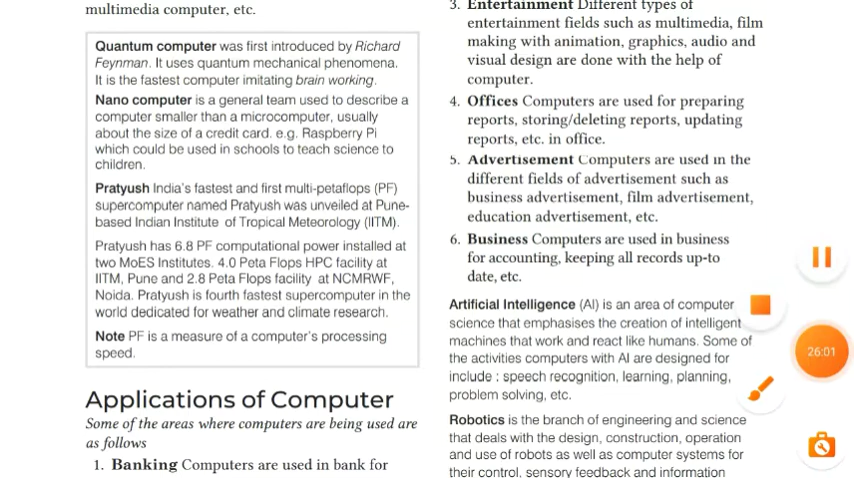 multimedia computer, etc.
Quantum computer was first introduced by Richard
Feynman. It uses quantum mechanical phenomena.
It is the fastest computer imitating brain working.
Nano computer is a general team used to describe a
computer smaller than a microcomputer, usually
about the size of a credit card. e.g. Raspberry Pi
which could be used in schools to teach science to
children.
Pratyush India's fastest and first multi-petaflops (PF)
supercomputer named Pratyush was unveiled at Pune-
based Indian Institute of Tropical Meteorology (IITM).
Pratyush has 6.8 PF computational power installed at
two MoES Institutes. 4.0 Peta Flops HPC facility at
IITM, Pune and 2.8 Peta Flops facility at NCMRWF,
Noida. Pratyush is fourth fastest supercomputer in the
world dedicated for weather and climate research.
Note PF is a measure of a computer's processing
speed.
Applications of Computer
Some of the areas where computers are being used are
as follows
1. Banking Computers are used in bank for
3. Entertainment Different types of
entertainment fields such as multimedia, film
making with animation, graphics, audio and
visual design are done with the help of
computer.
4. Offices Computers are used for preparing
reports, storing/deleting reports, updating
reports, etc. in office.
5. Advertisement Computers are used in the
different fields of advertisement such as
business advertisement, film advertisement,
education advertisement, etc.
6. Business Computers are used in business
for accounting, keeping all records up-to
date, etc.
Artificial Intelligence (AI) is an area of computer
science that emphasises the creation of intelligent
machines that work and react like humans. Some of
the activities computers with AI are designed for
include : speech recognition, learning, planning,
problem solving, etc.
Robotics is the branch of engineering and science
that deals with the design, construction, operation
and use of robots as well as computer systems for
their control, sensory feedback and information
26:01